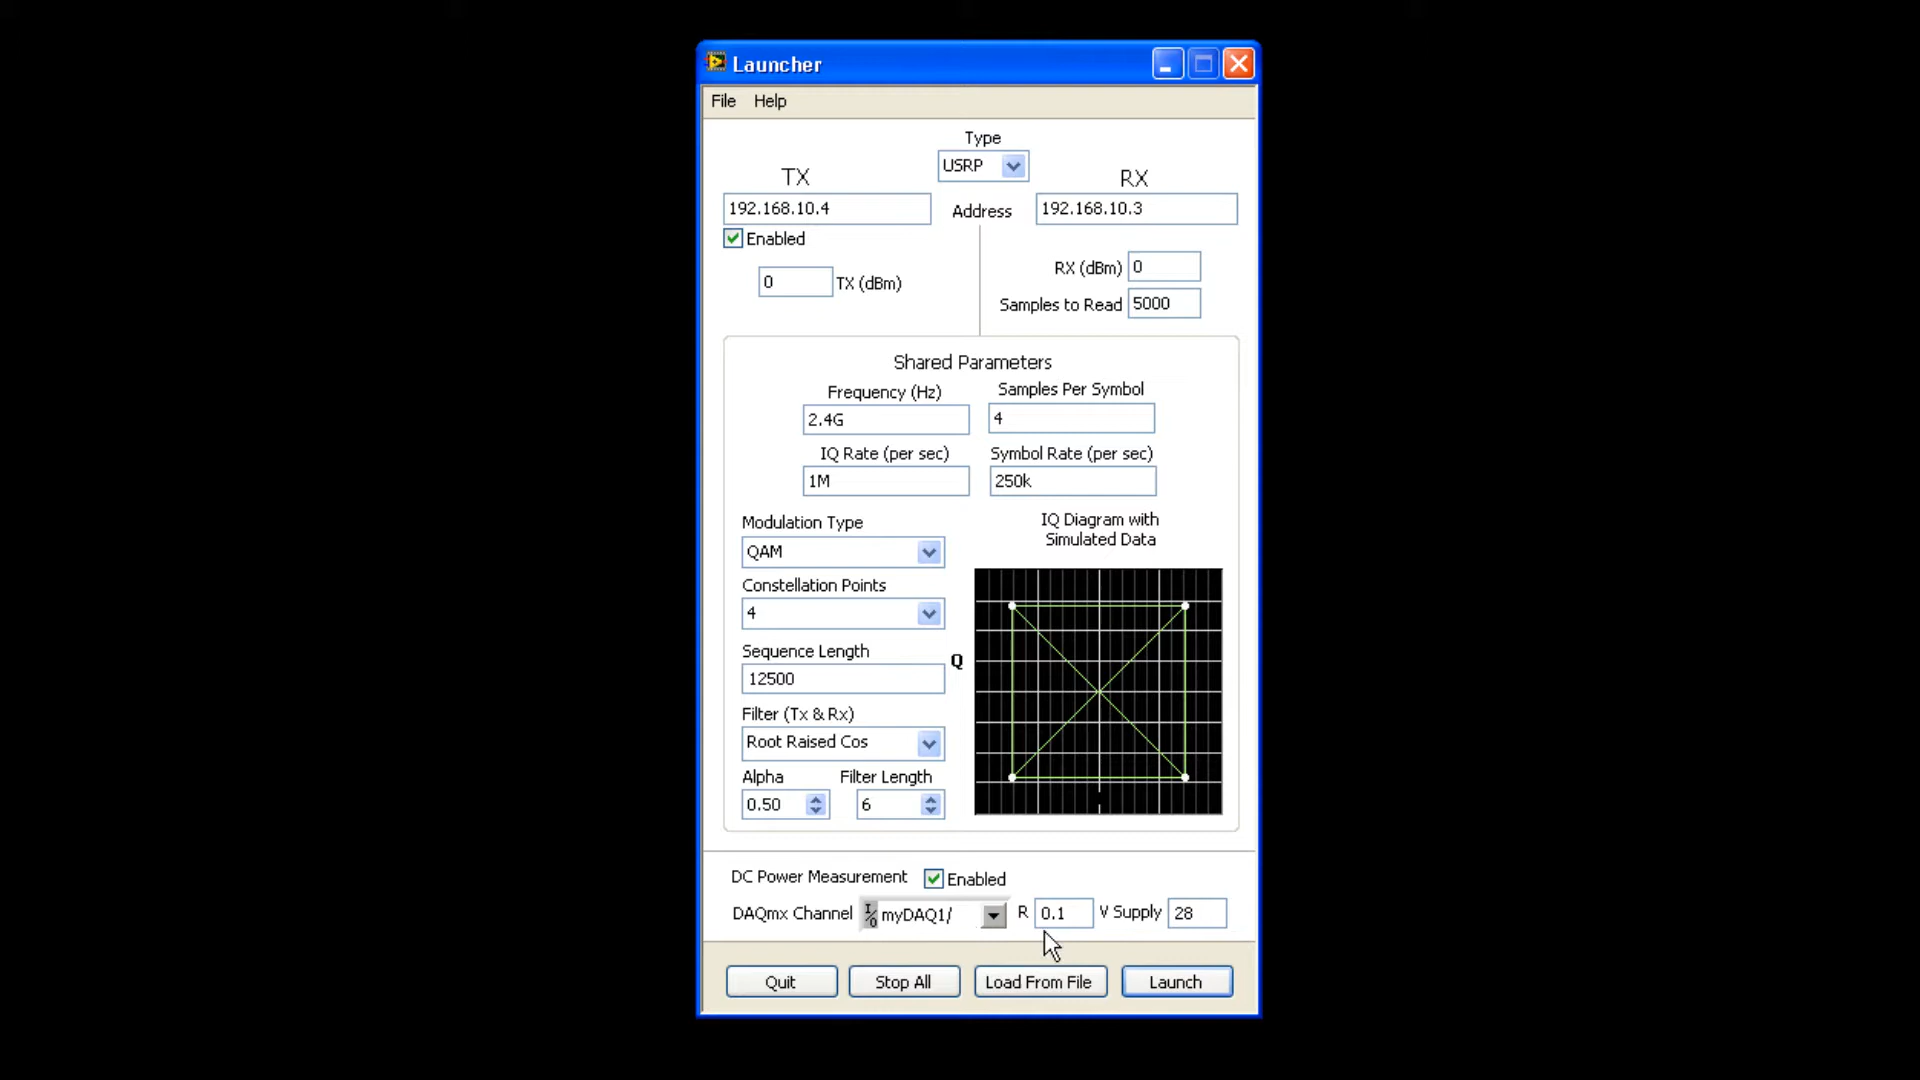 Launcher
File Help
Type
USRP
TX
RX
192.168.10.4
Address
192.168.10.3
Enabled
0 TX (dBm)
RX (dBm) 0
Samples to Read 5000
Shared Parameters
Frequency (Hz)
2.4G
Samples Per Symbol
4
IQ Rate (per sec)
1M
Symbol Rate (per sec)
250k
Modulation Type
QAM
IQ Diagram with
Simulated Data
Constellation Points
4
Sequence Length
12500
Q
Filter (Tx & Rx)
Root Raised Cos
Alpha
0.50
Filter Length
6
DC Power Measurement Enabled
DAQmx Channel I/O myDAQ1/ R 0.1 V Supply 28
Quit Stop All Load From File Launch